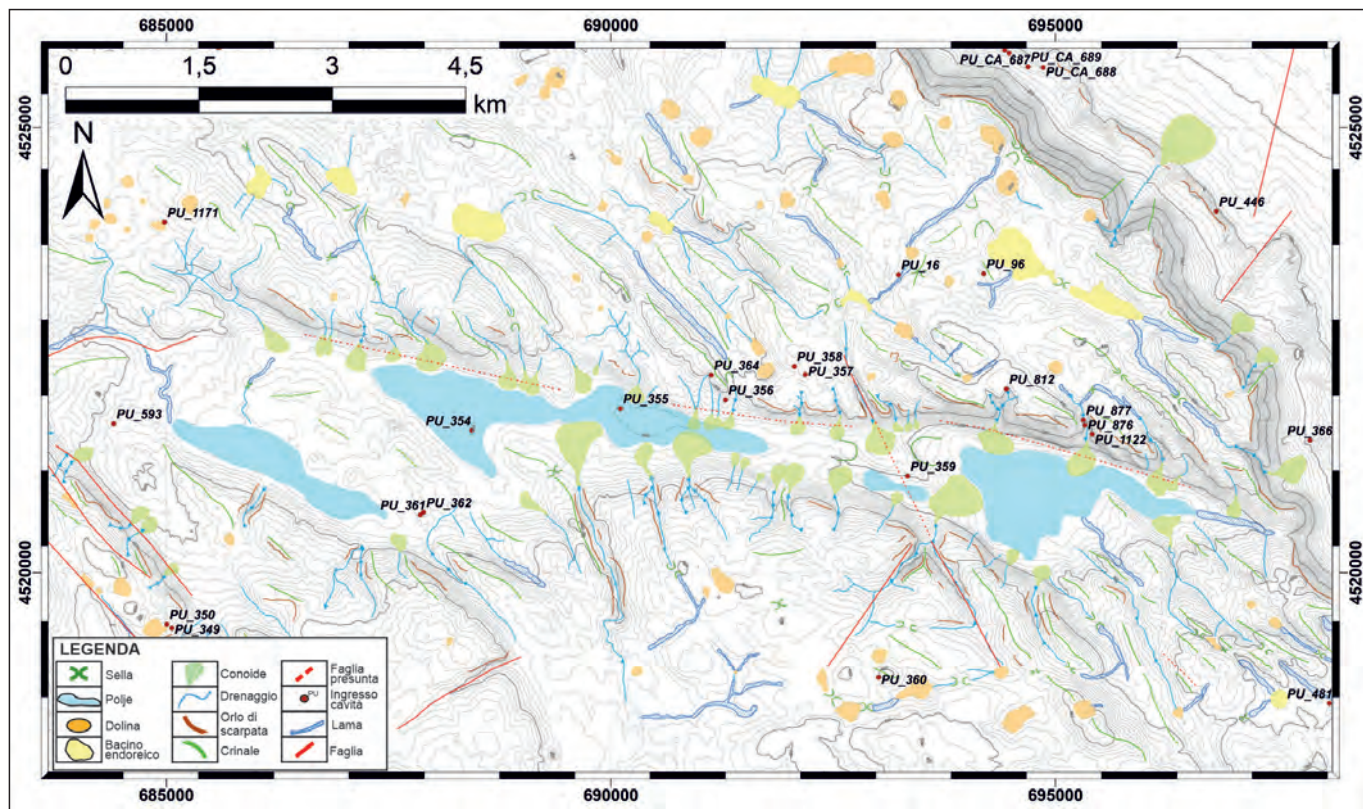 685000
690000
695000
0
1,5
3
4,5
km
N
4525000
4525000
PU_CA_687
PU_CA_689
PU_CA_688
PU_1171
PU_446
PU_16
PU_96
PU_364
PU_358
PU_357
PU_356
PU_812
PU_355
PU_593
PU_354
PU_877
PU_876
PU_1122
PU_366
PU_359
PU_361
PU_362
4520000
4520000
PU_350
PU_349
PU_360
PU_481
LEGENDA
Sella
Conoide
Faglia
presunta
Polje
Drenaggio
PU
Ingresso
cavità
Dolina
Orlo di
scarpata
Lama
Bacino
endoreico
Crinale
Faglia
685000
690000
695000